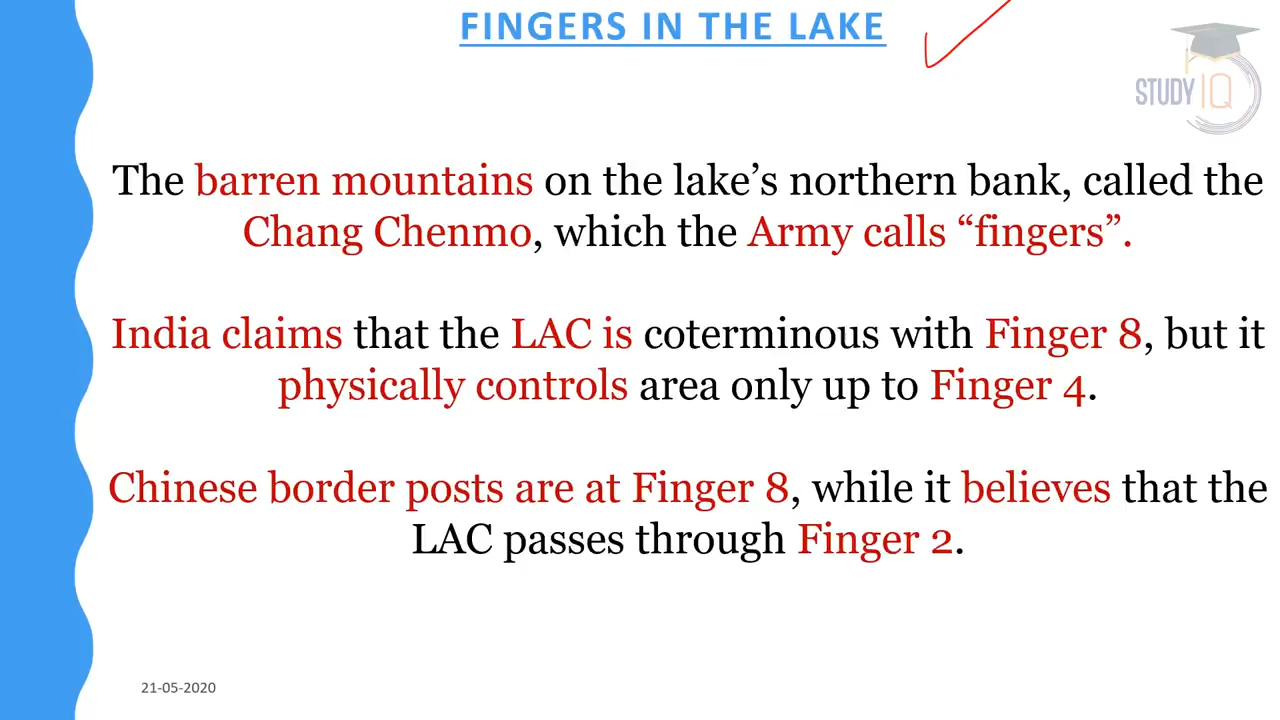 FINGERS IN THE LAKE
STUDY IQ
The barren mountains on the lake’s northern bank, called the
Chang Chenmo, which the Army calls “fingers”.
India claims that the LAC is coterminous with Finger 8, but it
physically controls area only up to Finger 4.
Chinese border posts are at Finger 8, while it believes that the
LAC passes through Finger 2.
21-05-2020